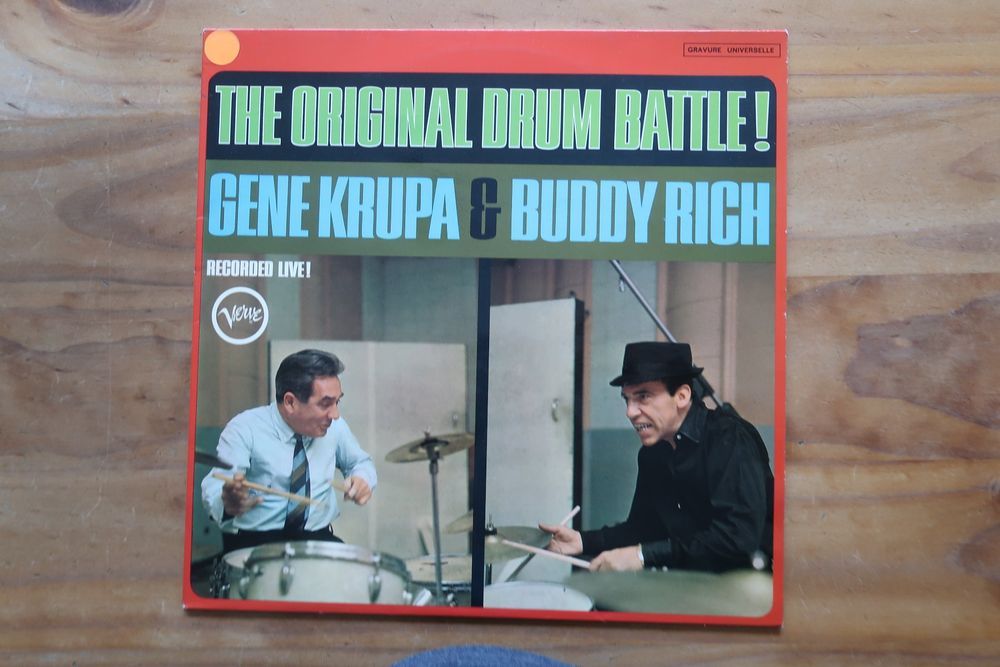 GRAVURE UNIVERSELLE
THE ORIGINAL DRUM BATTLE!
GENE KRUPA & BUDDY RICH
RECORDED LIVE!
Verve